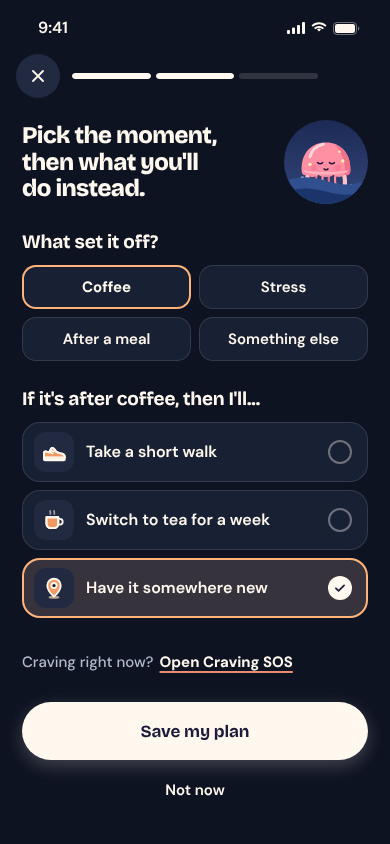 9:41
Pick the moment,
then what you'll
do instead.
What set it off?
Coffee
Stress
After a meal
Something else
If it's after coffee, then I'll...
Take a short walk
Switch to tea for a week
Have it somewhere new
Craving right now? Open Craving SOS
Save my plan
Not now